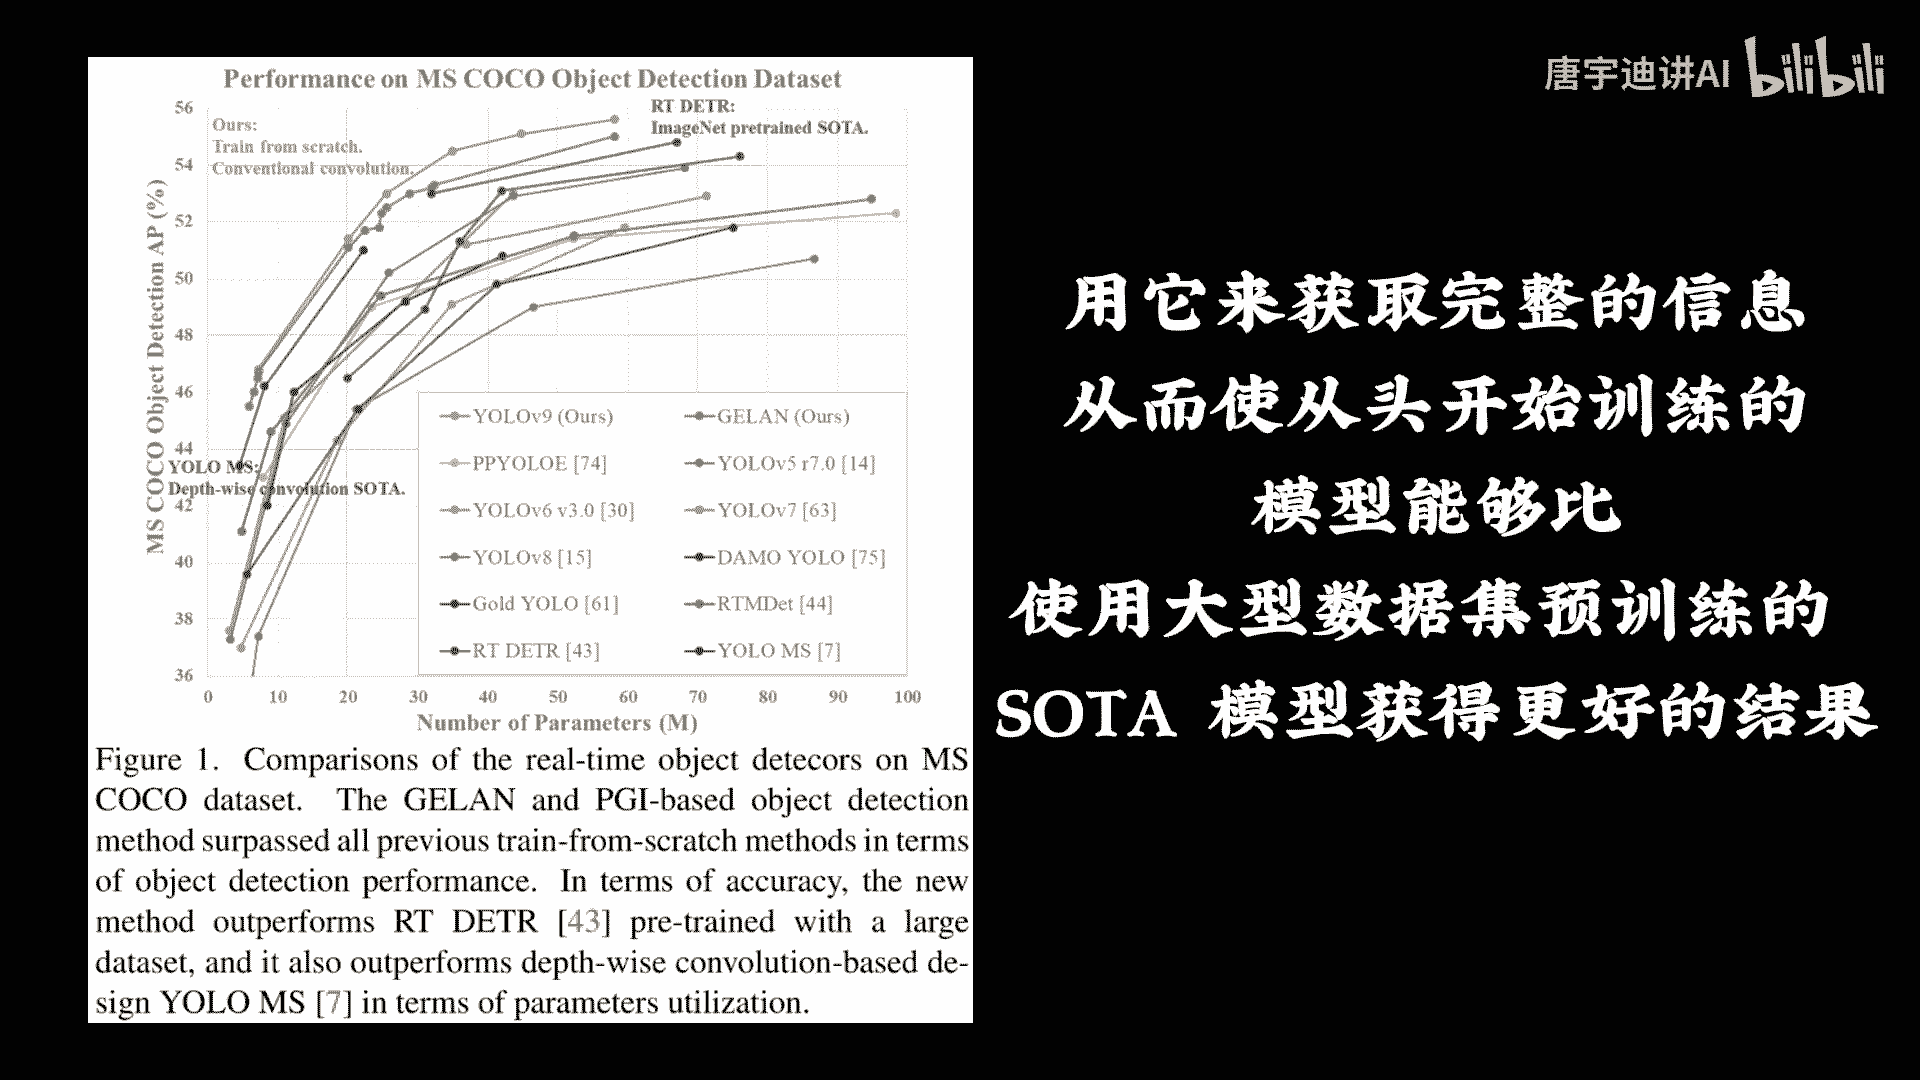 唐宇迪讲AI bilibili
Performance on MS COCO Object Detection Dataset
MS COCO Object Detection AP (%)
56
54
52
50
48
46
44
42
40
38
36
Ours:
Train from scratch.
Conventional convolution.
RT DETR:
ImageNet pretrained SOTA.
YOLO MS:
Depth-wise convolution SOTA.
YOLOv9 (Ours) GELAN (Ours)
PPYOLOE [74] YOLOv5 r7.0 [14]
YOLOv6 v3.0 [30] YOLOv7 [63]
YOLOv8 [15] DAMO YOLO [75]
Gold YOLO [61] RTMDet [44]
RT DETR [43] YOLO MS [7]
0 10 20 30 40 50 60 70 80 90 100
Number of Parameters (M)
Figure 1. Comparisons of the real-time object detecors on MS
COCO dataset. The GELAN and PGI-based object detection
method surpassed all previous train-from-scratch methods in terms
of object detection performance. In terms of accuracy, the new
method outperforms RT DETR [43] pre-trained with a large
dataset, and it also outperforms depth-wise convolution-based de-
sign YOLO MS [7] in terms of parameters utilization.
用它来获取完整的信息
从而使从头开始训练的
模型能够比
使用大型数据集预训练的
SOTA 模型获得更好的结果